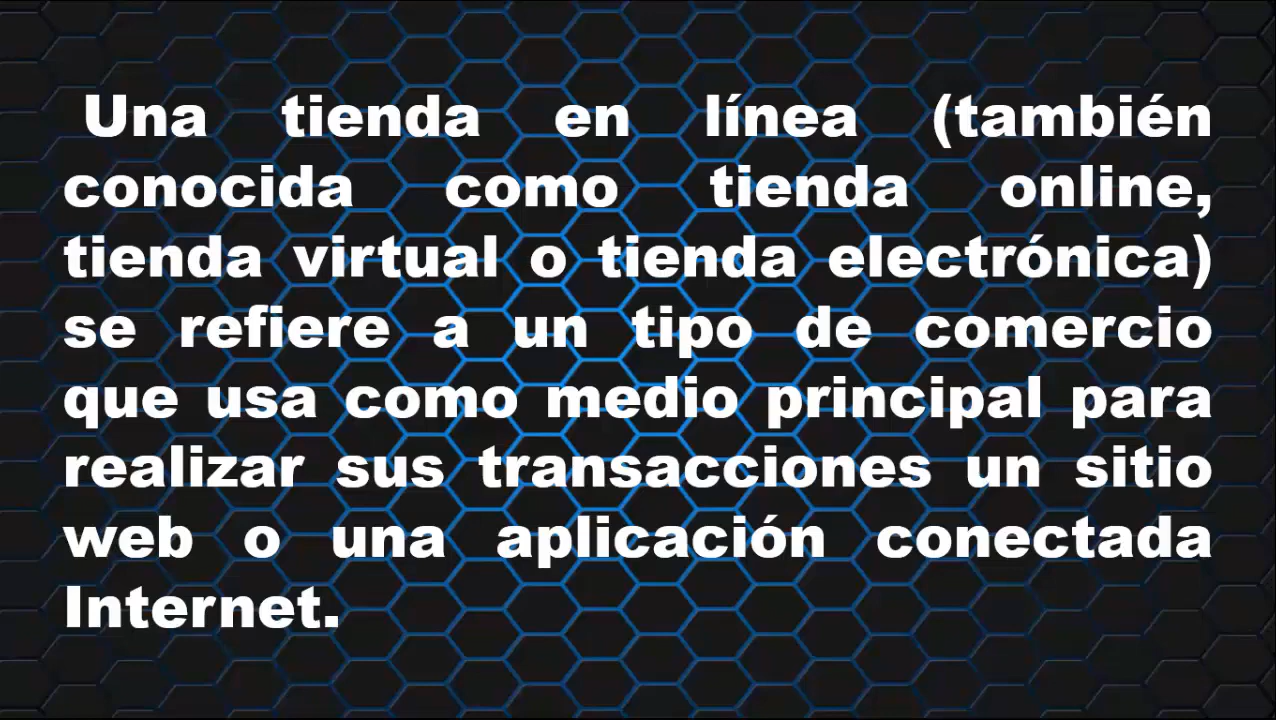 Una tienda en línea (también
conocida como tienda online,
tienda virtual o tienda electrónica)
se refiere a un tipo de comercio
que usa como medio principal para
realizar sus transacciones un sitio
web o una aplicación conectada
Internet.